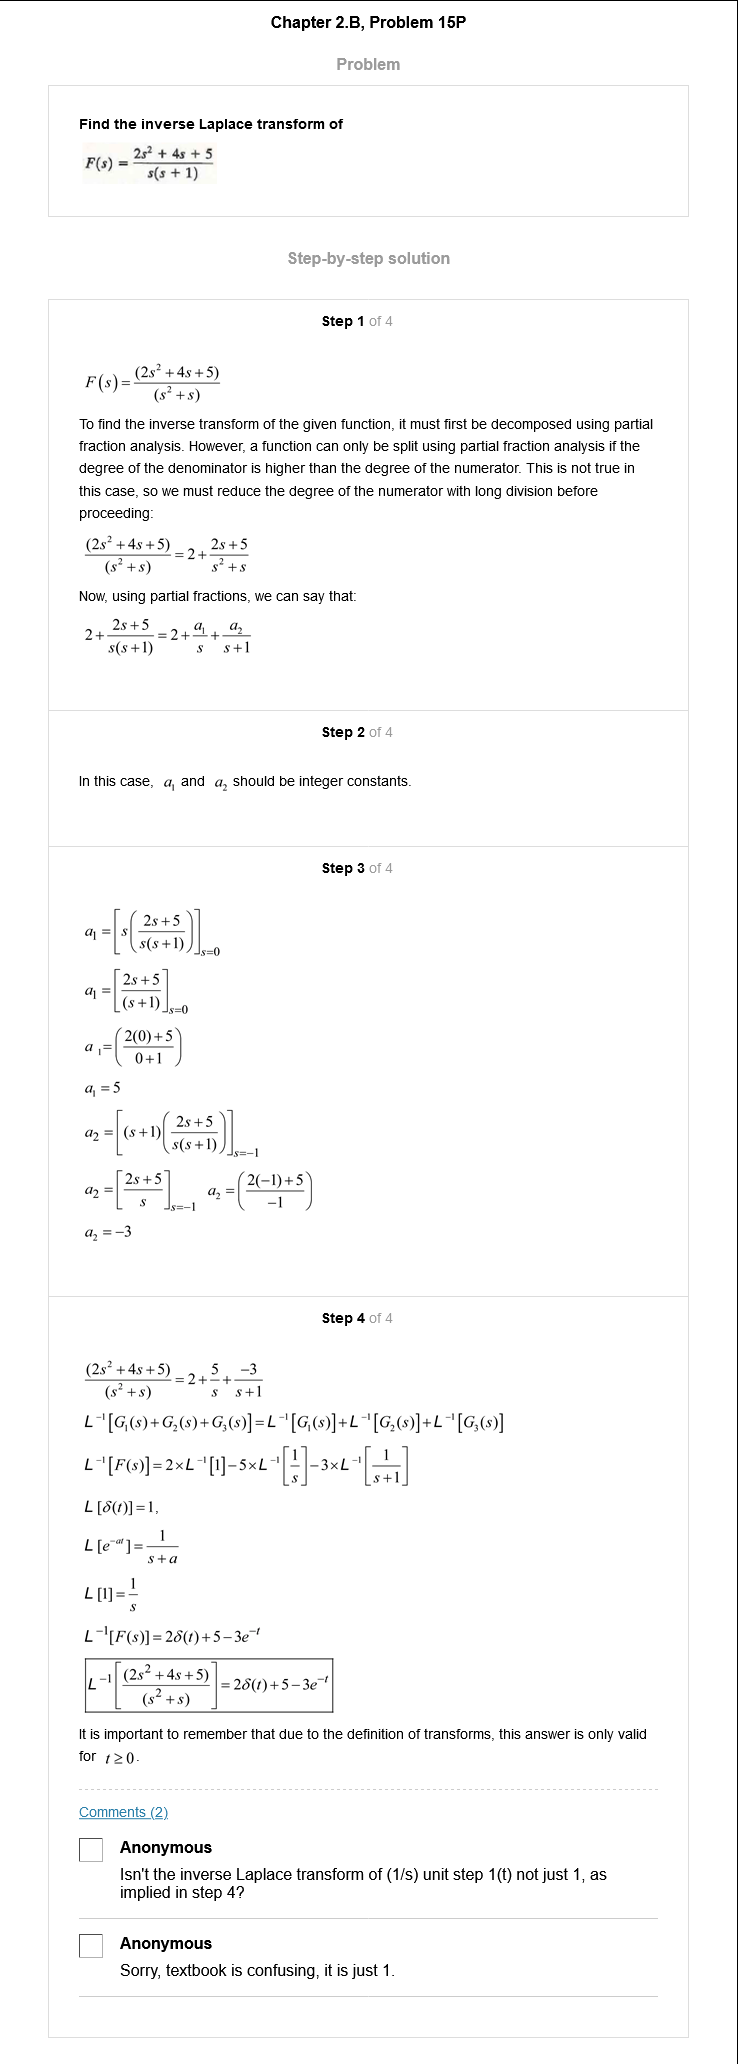 Chapter 2.B, Problem 15P
Problem
Find the inverse Laplace transform of
F(s) = \frac{2s^2 + 4s + 5}{s(s + 1)}
Step-by-step solution
Step 1 of 4
F(s) = \frac{(2s^2 + 4s + 5)}{(s^2 + s)}
To find the inverse transform of the given function, it must first be decomposed using partial
fraction analysis. However, a function can only be split using partial fraction analysis if the
degree of the denominator is higher than the degree of the numerator. This is not true in
this case, so we must reduce the degree of the numerator with long division before
proceeding:
\frac{(2s^2 + 4s + 5)}{(s^2 + s)} = 2 + \frac{2s + 5}{s^2 + s}
Now, using partial fractions, we can say that:
2 + \frac{2s + 5}{s(s + 1)} = 2 + \frac{a_1}{s} + \frac{a_2}{s + 1}
Step 2 of 4
In this case, a_1 and a_2 should be integer constants.
Step 3 of 4
a_1 = \left[ s \left( \frac{2s + 5}{s(s + 1)} \right) \right]_{s=0}
a_1 = \left[ \frac{2s + 5}{(s + 1)} \right]_{s=0}
a_1 = \left( \frac{2(0) + 5}{0 + 1} \right)
a_1 = 5
a_2 = \left[ (s + 1) \left( \frac{2s + 5}{s(s + 1)} \right) \right]_{s=-1}
a_2 = \left[ \frac{2s + 5}{s} \right]_{s=-1} a_2 = \left( \frac{2(-1) + 5}{-1} \right)
a_2 = -3
Step 4 of 4
\frac{(2s^2 + 4s + 5)}{(s^2 + s)} = 2 + \frac{5}{s} + \frac{-3}{s + 1}
L^{-1}[G_1(s) + G_2(s) + G_3(s)] = L^{-1}[G_1(s)] + L^{-1}[G_2(s)] + L^{-1}[G_3(s)]
L^{-1}[F(s)] = 2 × L^{-1}[1] - 5 × L^{-1}\left[ \frac{1}{s} \right] - 3 × L^{-1}\left[ \frac{1}{s + 1} \right]
L[δ(t)] = 1,
L[e^{-at}] = \frac{1}{s + a}
L[1] = \frac{1}{s}
L^{-1}[F(s)] = 2δ(t) + 5 - 3e^{-t}
L^{-1}\left[ \frac{(2s^2 + 4s + 5)}{(s^2 + s)} \right] = 2δ(t) + 5 - 3e^{-t}
It is important to remember that due to the definition of transforms, this answer is only valid
for t ≥ 0.
Comments (2)
Anonymous
Isn't the inverse Laplace transform of (1/s) unit step 1(t) not just 1, as
implied in step 4?
Anonymous
Sorry, textbook is confusing, it is just 1.